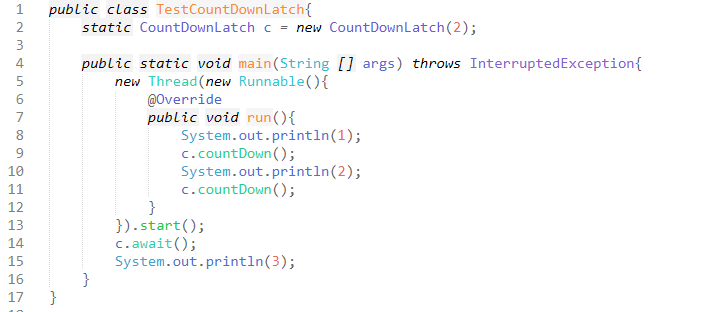 1 public class TestCountDownLatch{
2 static CountDownLatch c = new CountDownLatch(2);
3
4 public static void main(String [] args) throws InterruptedException{
5 new Thread(new Runnable(){
6 @Override
7 public void run(){
8 System.out.println(1);
9 c.countDown();
10 System.out.println(2);
11 c.countDown();
12 }
13 }).start();
14 c.await();
15 System.out.println(3);
16 }
17 }